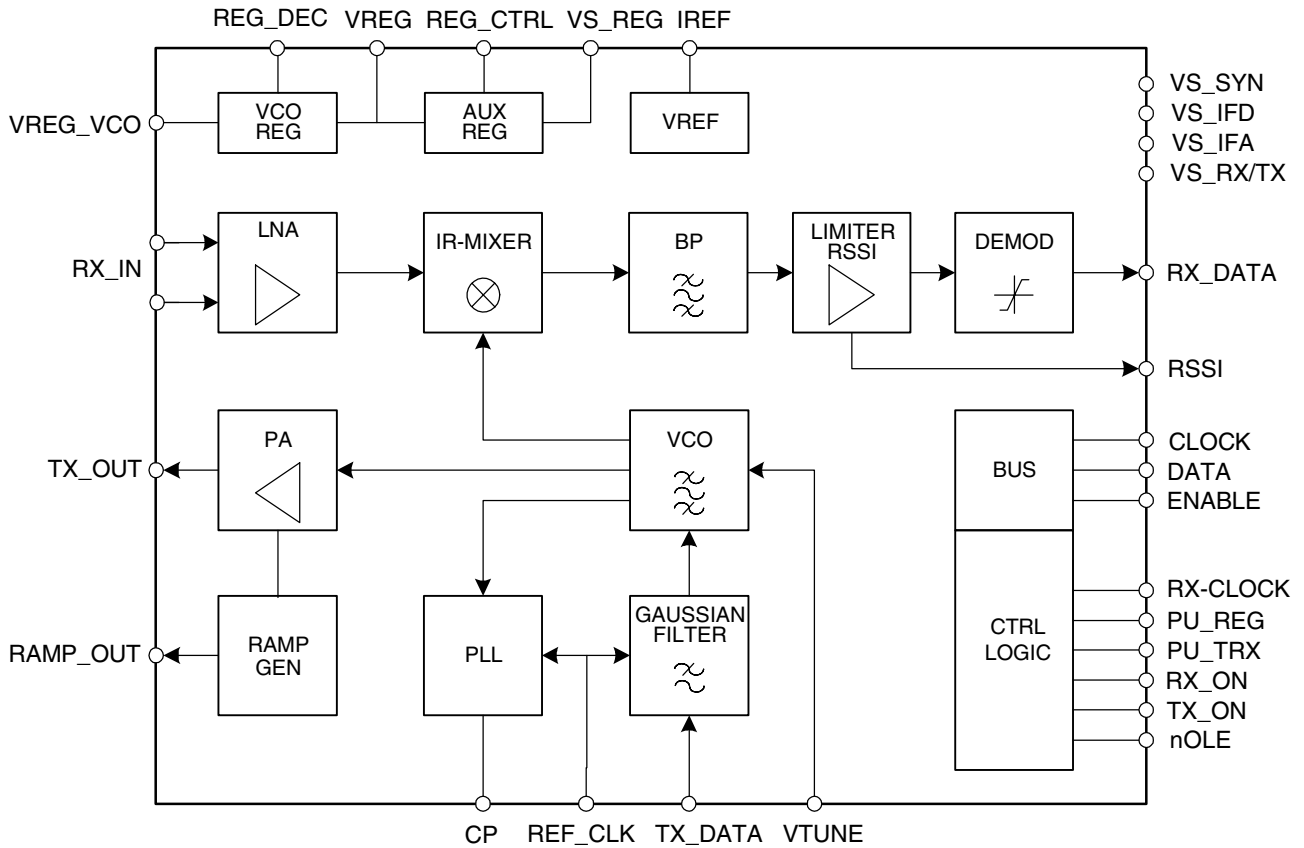 REG_DEC VREG REG_CTRL VS_REG IREF
VS_SYN
VS_IFD
VS_IFA
VS_RX/TX
VREG_VCO
VCO
REG
AUX
REG
VREF
RX_IN
LNA
IR-MIXER
BP
LIMITER
RSSI
DEMOD
RX_DATA
RSSI
TX_OUT
PA
VCO
BUS
CLOCK
DATA
ENABLE
RAMP_OUT
RAMP
GEN
PLL
GAUSSIAN
FILTER
CTRL
LOGIC
RX-CLOCK
PU_REG
PU_TRX
RX_ON
TX_ON
nOLE
CP REF_CLK TX_DATA VTUNE